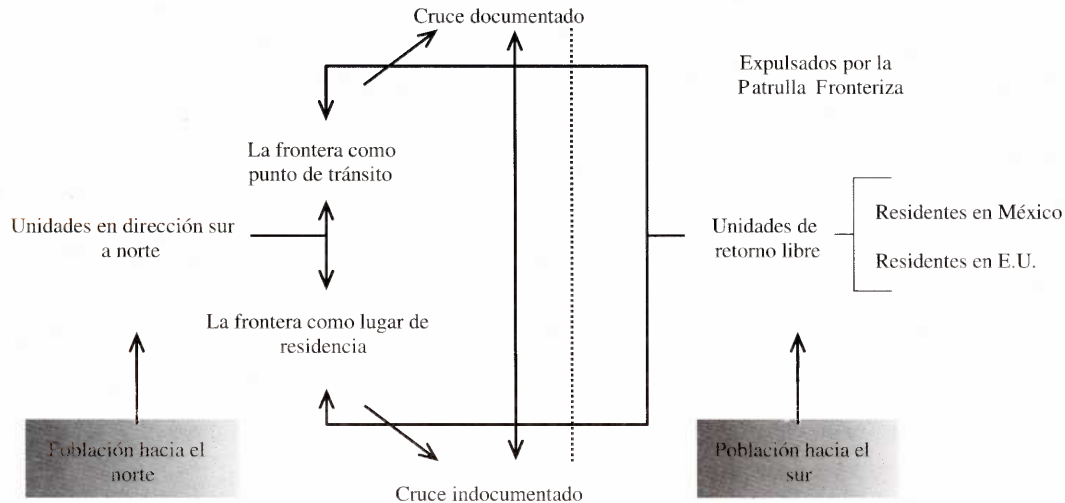 Cruce documentado
Expulsados por la
Patrulla Fronteriza
La frontera como
punto de tránsito
Unidades en dirección sur
a norte
Unidades de
retorno libre
Residentes en México
Residentes en E.U.
La frontera como lugar de
residencia
Población hacia el
norte
Población hacia el
sur
Cruce indocumentado